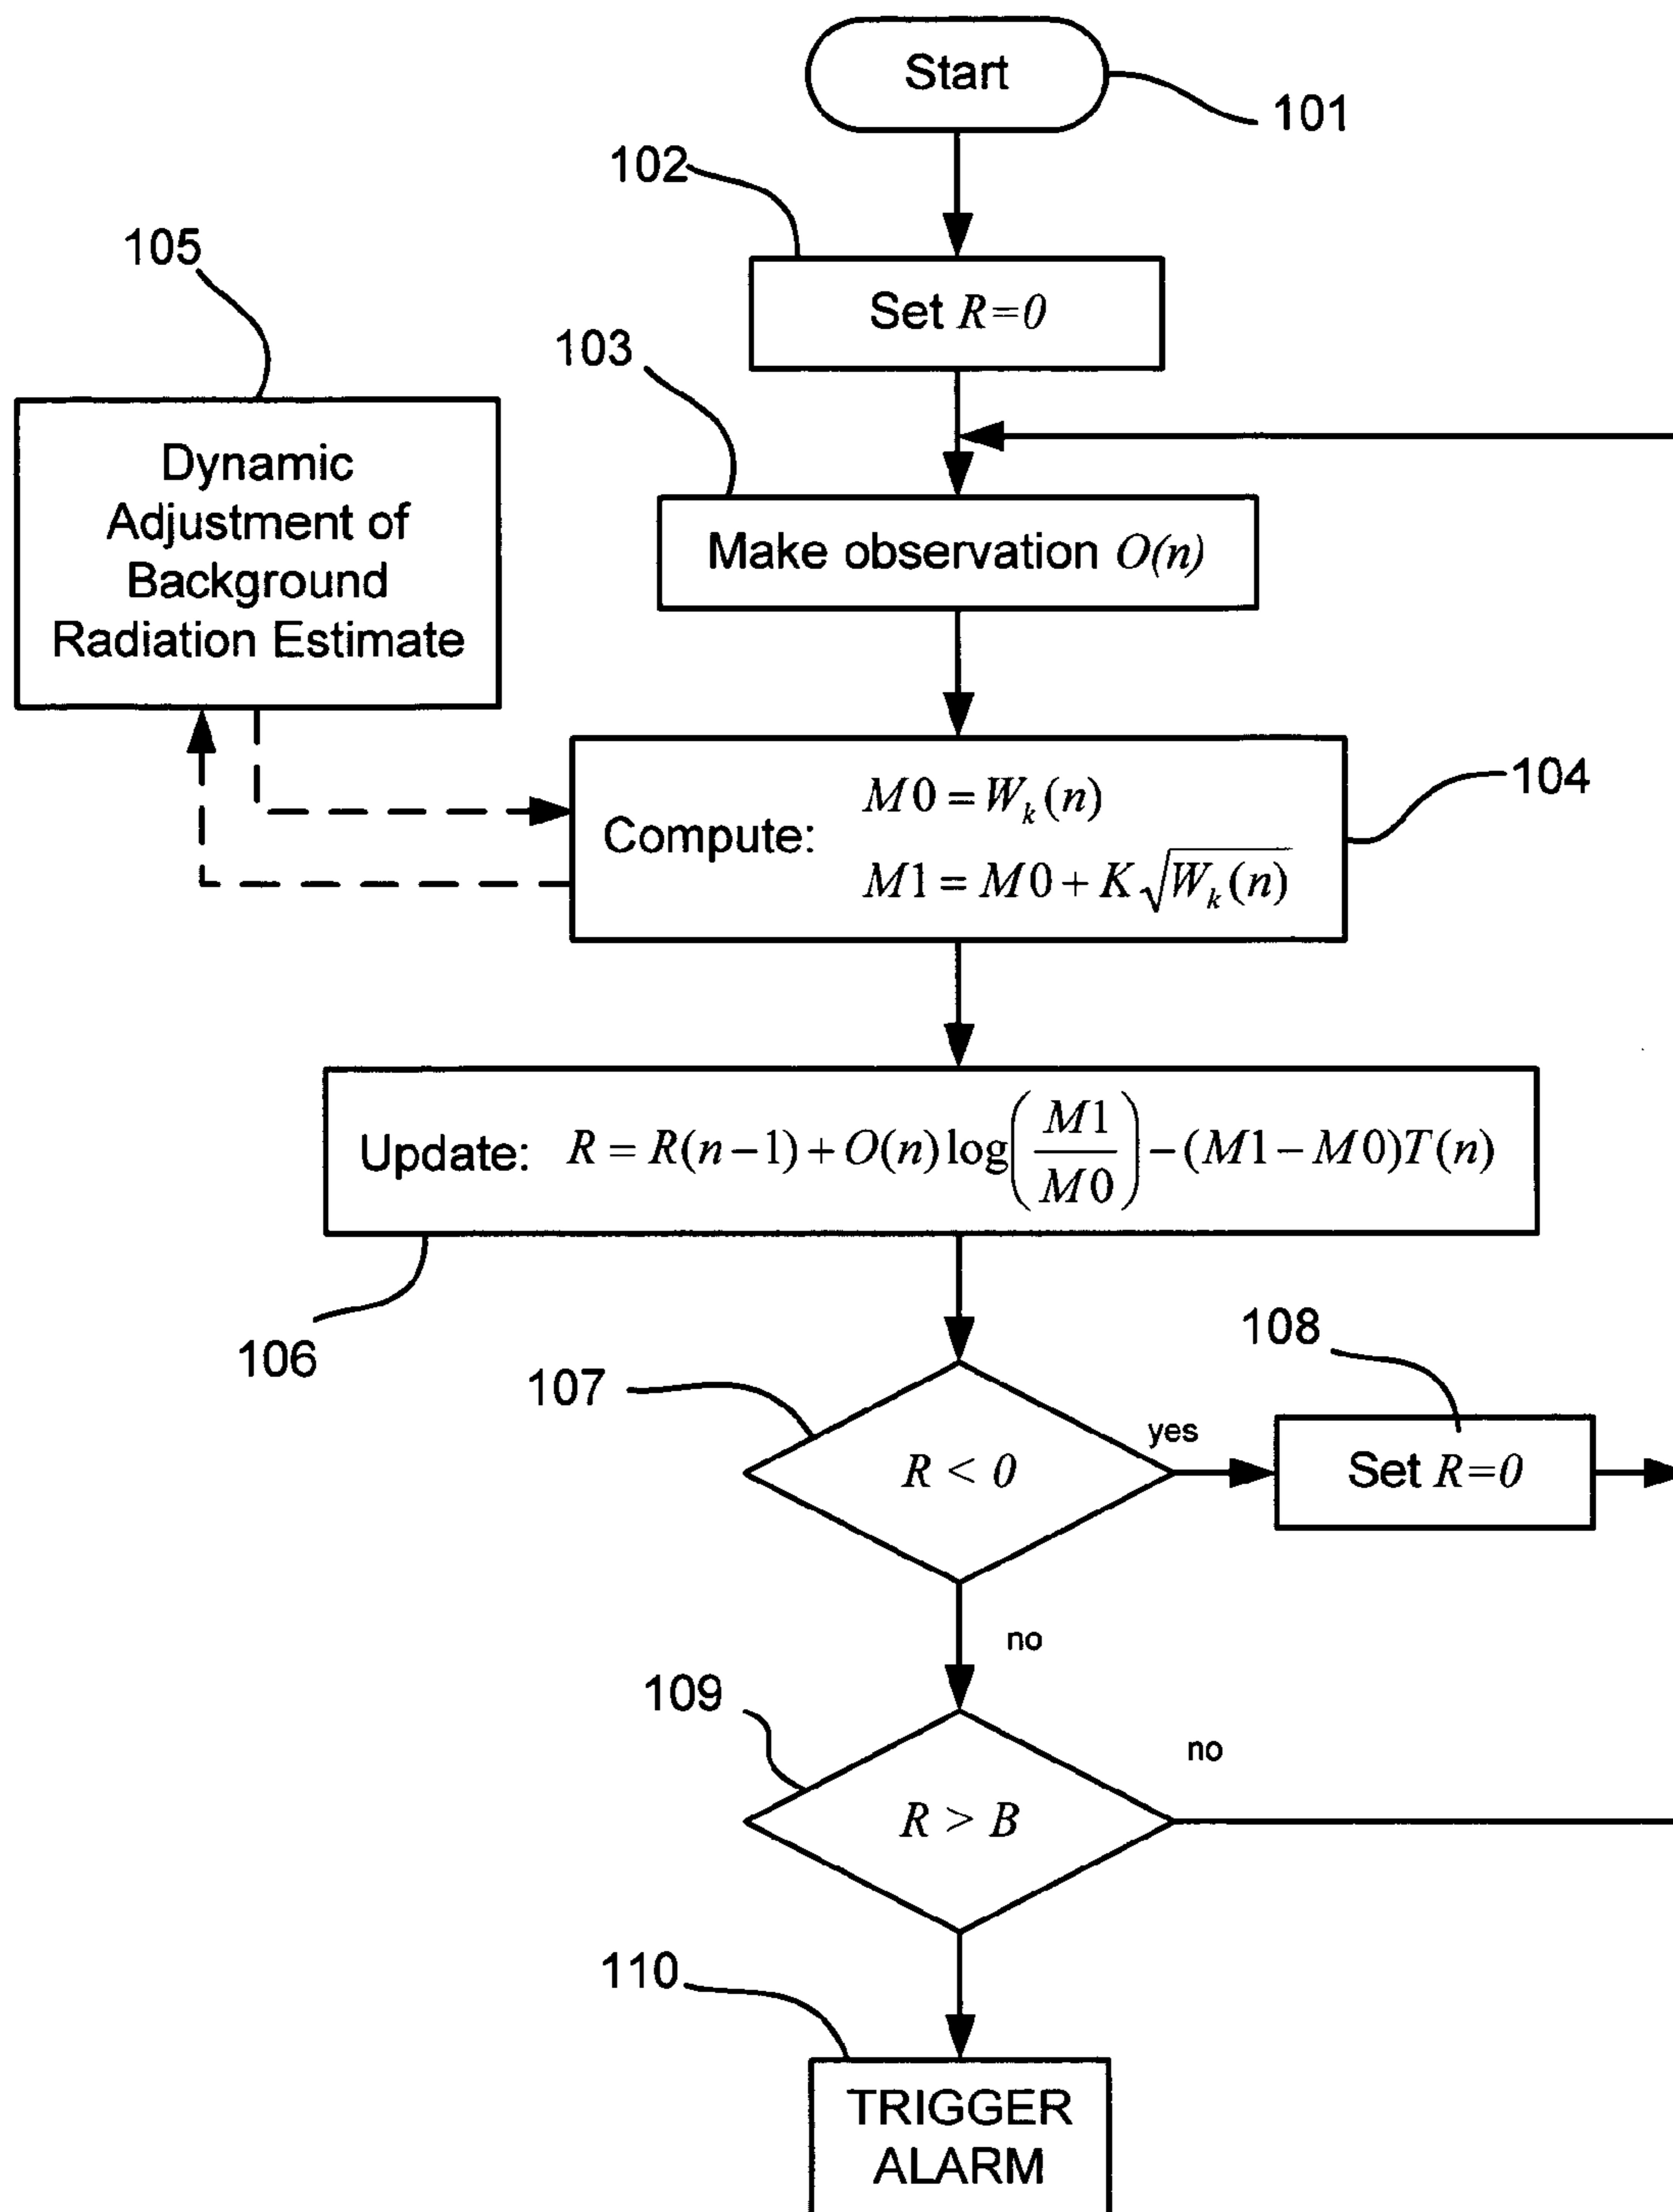 Start
101
102
Set R=0
105
103
Dynamic
Adjustment of
Background
Radiation Estimate
Make observation O(n)
104
Compute:
M0 = W_k(n)
M1 = M0 + K√W_k(n)
Update: R = R(n−1) + O(n) log(M1/M0) − (M1 − M0)T(n)
106
107
108
R < 0
yes
Set R=0
no
109
no
R > B
110
TRIGGER
ALARM